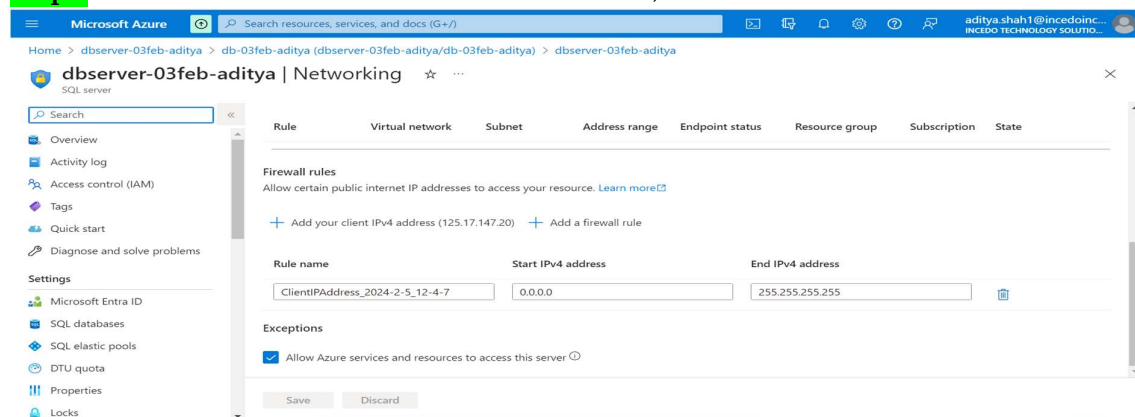 Microsoft Azure
Search resources, services, and docs (G+/)
aditya.shah1@incedoinc...
INCEDO TECHNOLOGY SOLUTIO...
Home > dbserver-03feb-aditya > db-03feb-aditya (dbserver-03feb-aditya/db-03feb-aditya) > dbserver-03feb-aditya
dbserver-03feb-aditya | Networking
SQL server
Search
Overview
Activity log
Access control (IAM)
Tags
Quick start
Diagnose and solve problems
Settings
Microsoft Entra ID
SQL databases
SQL elastic pools
DTU quota
Properties
Locks
Rule Virtual network Subnet Address range Endpoint status Resource group Subscription State
Firewall rules
Allow certain public internet IP addresses to access your resource. Learn more
+ Add your client IPv4 address (125.17.147.20) + Add a firewall rule
Rule name Start IPv4 address End IPv4 address
ClientIPAddress_2024-2-5_12-4-7 0.0.0.0 255.255.255.255
Exceptions
Allow Azure services and resources to access this server
Save Discard